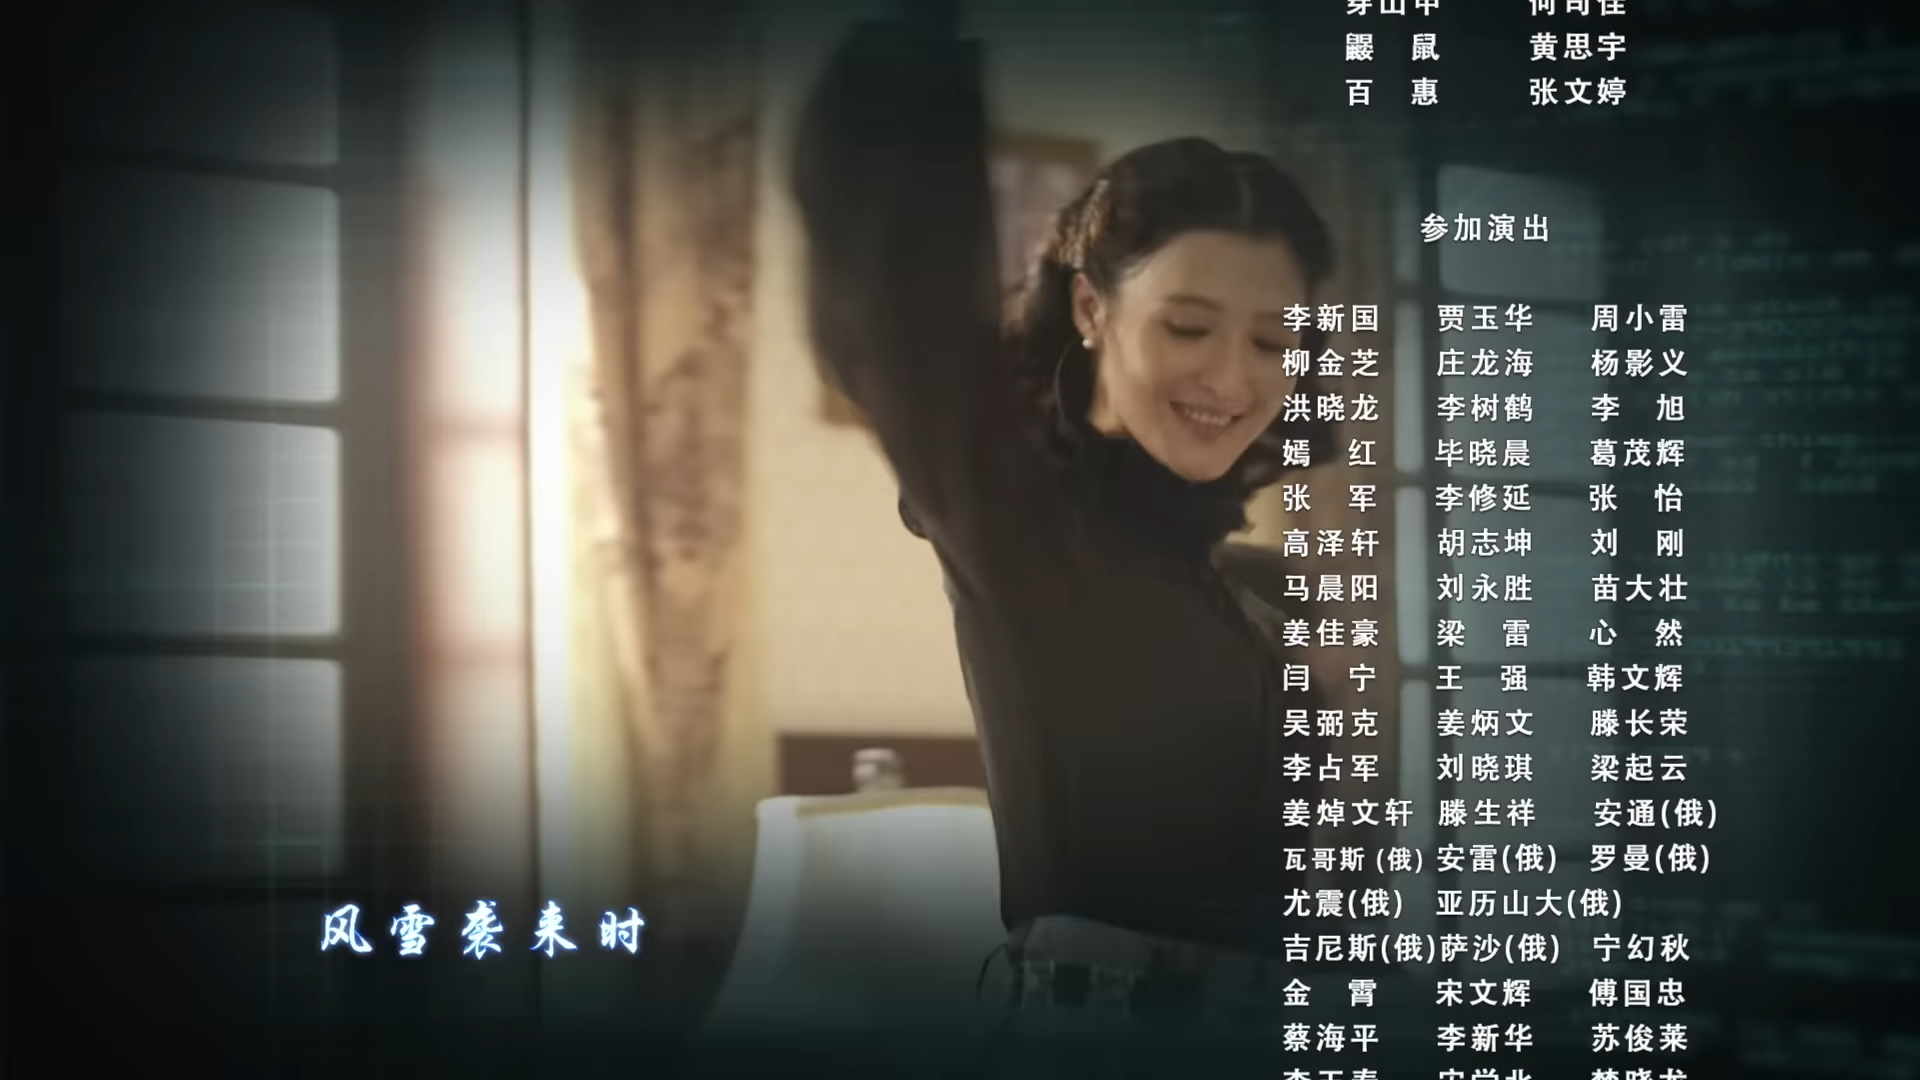 穿山甲 何奇佳
鼹 鼠 黄思宇
百 惠 张文婷
参加演出
李新国 贾玉华 周小雷
柳金芝 庄龙海 杨影义
洪晓龙 李树鹤 李 旭
嫣 红 毕晓晨 葛茂辉
张 军 李修延 张 怡
高泽轩 胡志坤 刘 刚
马晨阳 刘永胜 苗大壮
姜佳豪 梁 雷 心 然
闫 宁 王 强 韩文辉
吴弼克 姜炳文 滕长荣
李占军 刘晓琪 梁起云
姜焯文轩 滕生祥 安通(俄)
瓦哥斯(俄) 安雷(俄) 罗曼(俄)
尤震(俄) 亚历山大(俄)
吉尼斯(俄) 萨沙(俄) 宁幻秋
金 霄 宋文辉 傅国忠
蔡海平 李新华 苏俊莱
风雪袭来时